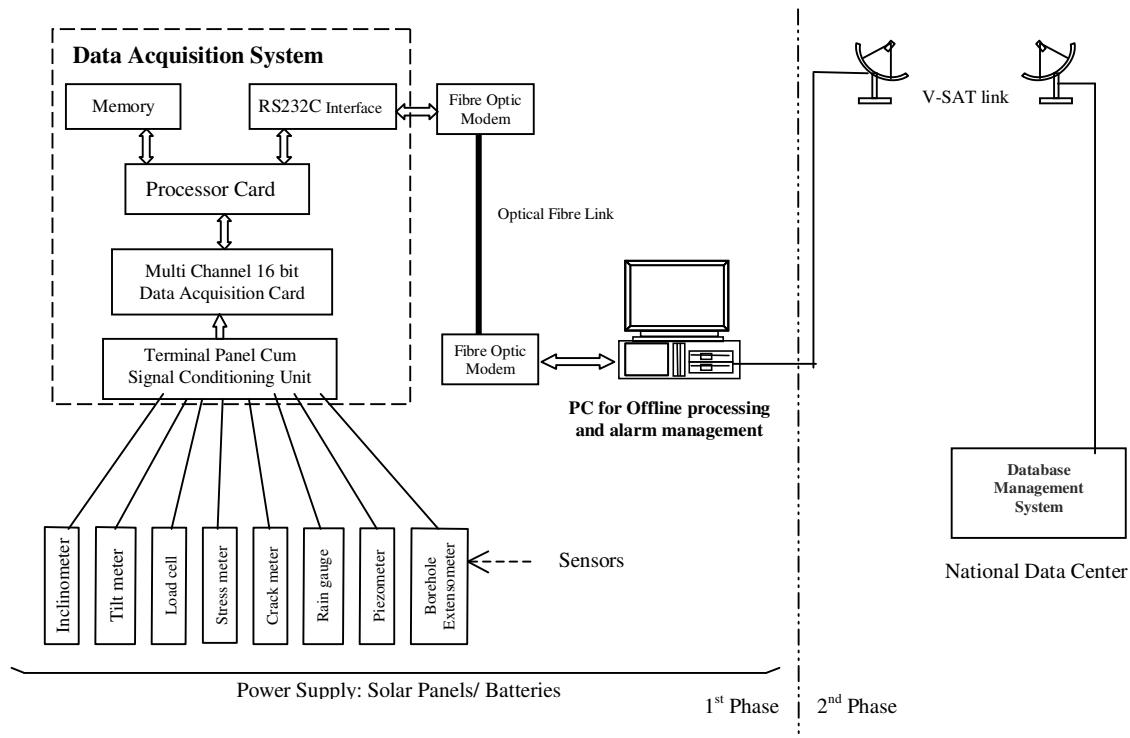 Data Acquisition System
Memory
RS232C Interface
Fibre Optic
Modem
V-SAT link
Processor Card
Optical Fibre Link
Multi Channel 16 bit
Data Acquisition Card
Terminal Panel Cum
Signal Conditioning Unit
Fibre Optic
Modem
PC for Offline processing
and alarm management
Database
Management
System
National Data Center
Inclinometer
Tilt meter
Load cell
Stress meter
Crack meter
Rain gauge
Piezometer
Borehole
Extensometer
Sensors
Power Supply: Solar Panels/ Batteries
1st Phase
2nd Phase